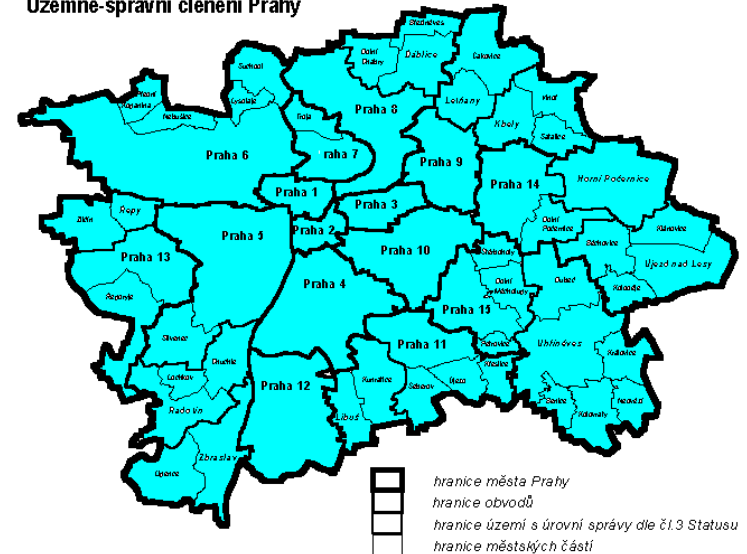 Územně-správní členění Prahy
Březiněves
Dolní Chabry
Ďáblice
Čakovice
Suchdol
Přední Kopanina
Lysolaje
Nebušice
Troja
Praha 8
Letňany
Vinoř
Kbely
Satalice
Praha 6
raha 7
Praha 9
Praha 14
Horní Počernice
Praha 1
Praha 3
Zličín
Řepy
Praha 5
Praha 2
Praha 10
Dolní Počernice
Běchovice
Klánovice
Újezd nad Lesy
Koloděje
Praha 13
Praha 4
Štěrboholy
Dolní Měcholupy
Dubeč
Řeporyje
Praha 15
Petrovice
Slivenec
Chuchle
Praha 11
Uhříněves
Královice
Křeslice
Lochkov
Praha 12
Kunratice
Šeberov
Újezd
Radotín
Libuš
Benice
Kolovraty
Nedvězí
Zbraslav
Lipence
hranice města Prahy
hranice obvodů
hranice území s úrovní správy dle čl.3 Statusu
hranice městských částí